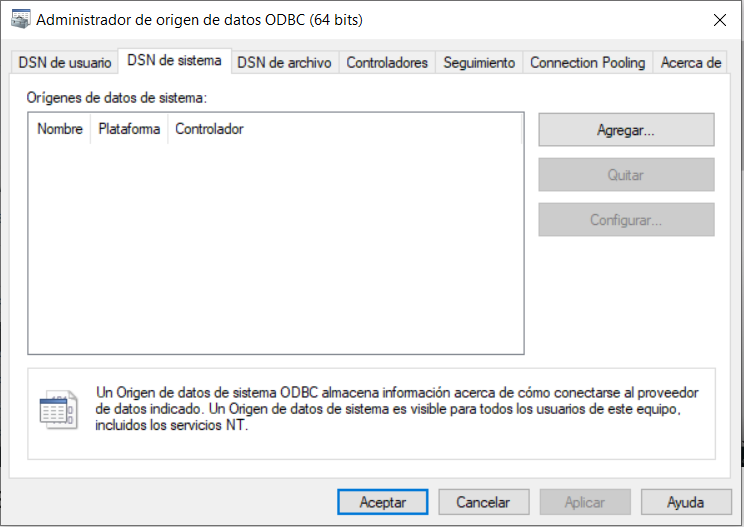 Administrador de origen de datos ODBC (64 bits)
DSN de usuario DSN de sistema DSN de archivo Controladores Seguimiento Connection Pooling Acerca de
Orígenes de datos de sistema:
Nombre Plataforma Controlador
Agregar...
Quitar
Configurar...
Un Origen de datos de sistema ODBC almacena información acerca de cómo conectarse al proveedor
de datos indicado. Un Origen de datos de sistema es visible para todos los usuarios de este equipo,
incluidos los servicios NT.
Aceptar Cancelar Aplicar Ayuda